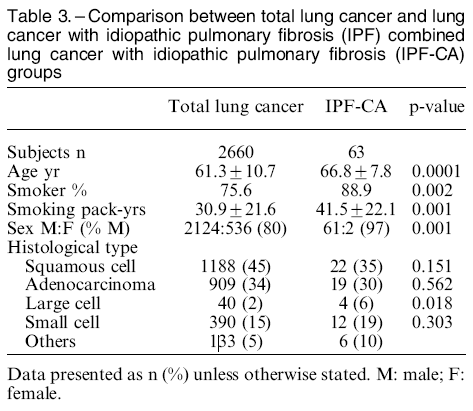 Table 3. – Comparison between total lung cancer and lung
cancer with idiopathic pulmonary fibrosis (IPF) combined
lung cancer with idiopathic pulmonary fibrosis (IPF-CA)
groups
Total lung cancer IPF-CA p-value
Subjects n 2660 63
Age yr 61.3±10.7 66.8±7.8 0.0001
Smoker % 75.6 88.9 0.002
Smoking pack-yrs 30.9±21.6 41.5±22.1 0.001
Sex M:F (% M) 2124:536 (80) 61:2 (97) 0.001
Histological type
Squamous cell 1188 (45) 22 (35) 0.151
Adenocarcinoma 909 (34) 19 (30) 0.562
Large cell 40 (2) 4 (6) 0.018
Small cell 390 (15) 12 (19) 0.303
Others 133 (5) 6 (10)
Data presented as n (%) unless otherwise stated. M: male; F:
female.